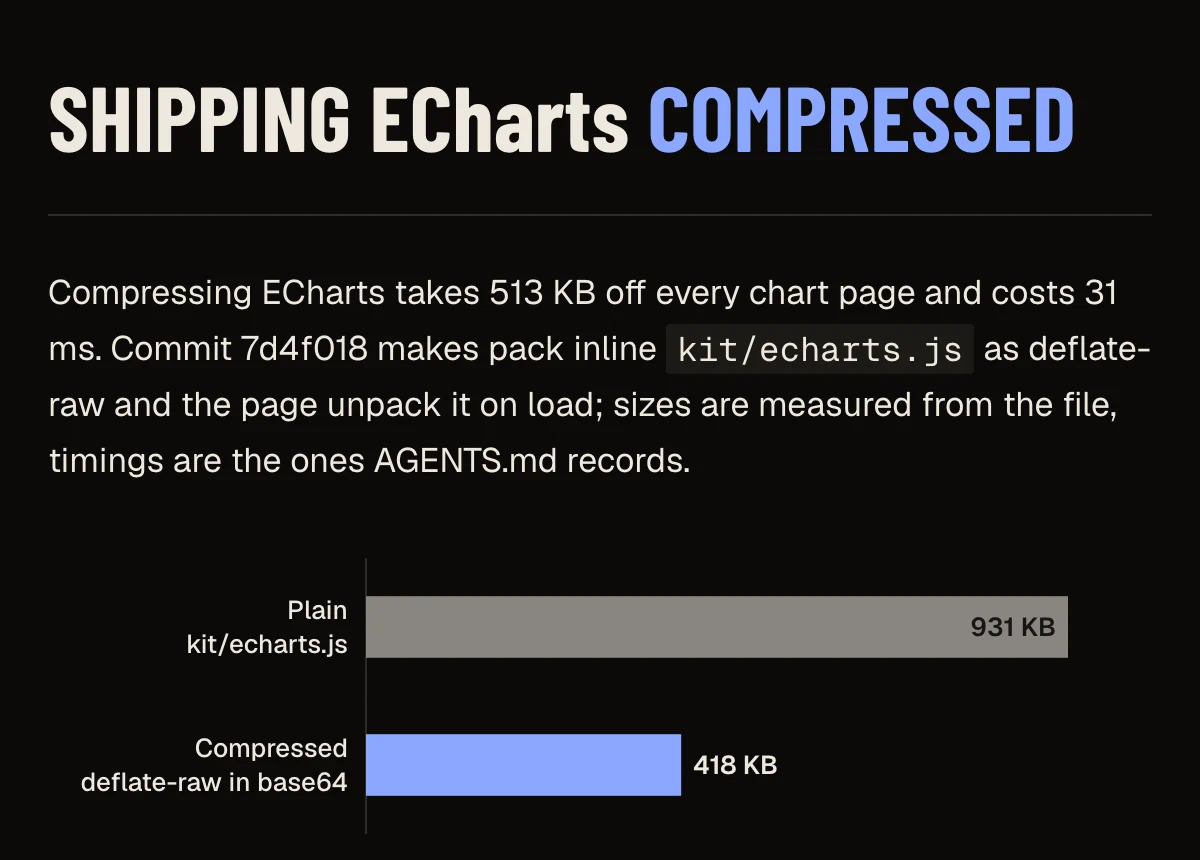 SHIPPING ECharts COMPRESSED
Compressing ECharts takes 513 KB off every chart page and costs 31
ms. Commit 7d4f018 makes pack inline kit/echarts.js as deflate-
raw and the page unpack it on load; sizes are measured from the file,
timings are the ones AGENTS.md records.
Plain
kit/echarts.js
931 KB
Compressed
deflate-raw in base64
418 KB